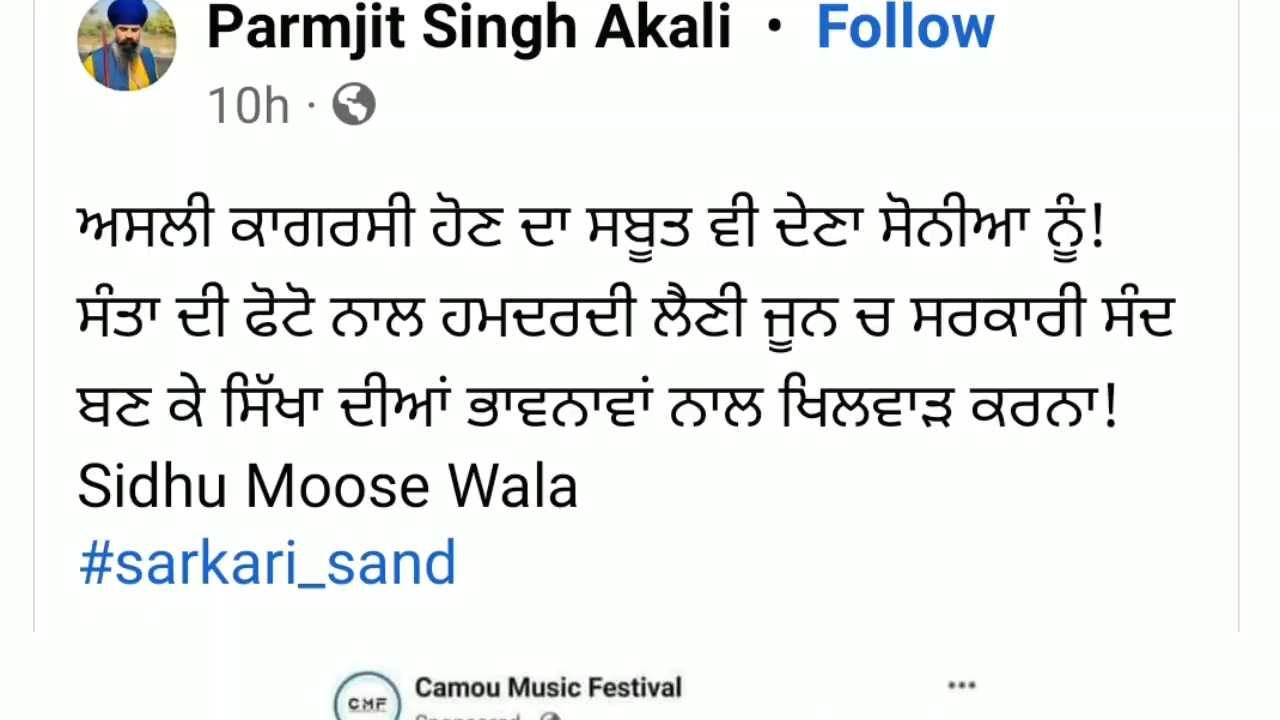 Parmjit Singh Akali • Follow
10h ·
ਅਸਲੀ ਕਾਗਰਸੀ ਹੋਣ ਦਾ ਸਬੂਤ ਵੀ ਦੇਣਾ ਸੋਨੀਆ ਨੂੰ!
ਸੰਤਾ ਦੀ ਫੋਟੋ ਨਾਲ ਹਮਦਰਦੀ ਲੈਣੀ ਜੂਨ ਚ ਸਰਕਾਰੀ ਸੰਦ
ਬਣ ਕੇ ਸਿੱਖਾ ਦੀਆਂ ਭਾਵਨਾਵਾਂ ਨਾਲ ਖਿਲਵਾੜ ਕਰਨਾ!
Sidhu Moose Wala
#sarkari_sand
CMF Camou Music Festival ...